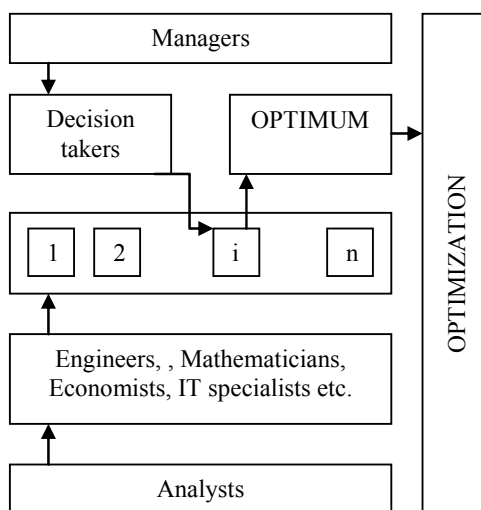 Managers
Decision
takers
OPTIMUM
1 2 i n
Engineers, , Mathematicians,
Economists, IT specialists etc.
Analysts
OPTIMIZATION